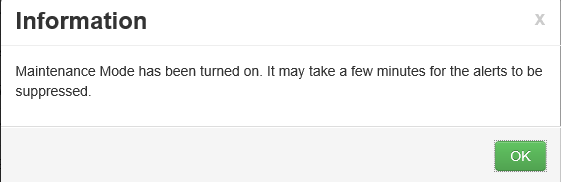 Information
x
Maintenance Mode has been turned on. It may take a few minutes for the alerts to be
suppressed.
OK